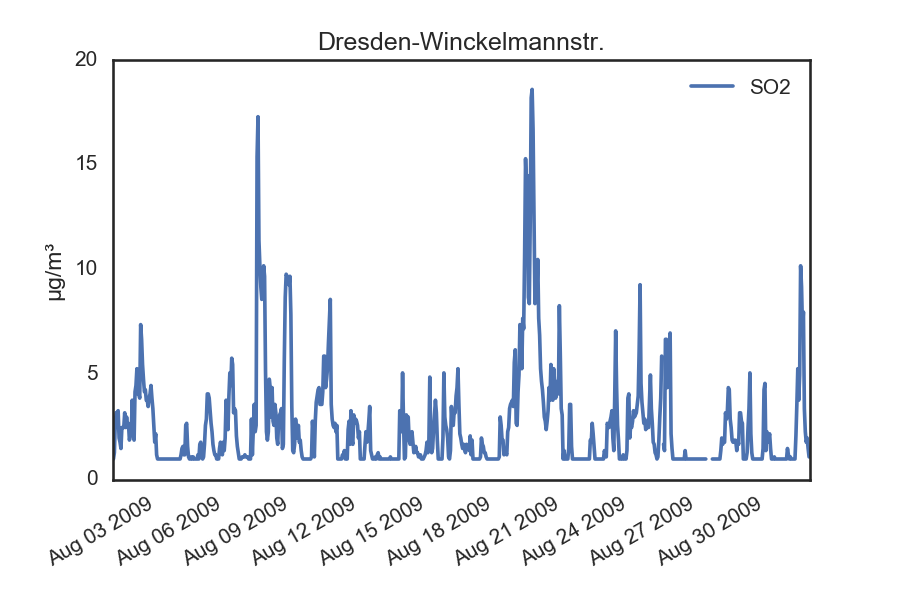 Dresden-Winckelmannstr.
20
15
10
5
0
µg/m³
SO2
Aug 03 2009
Aug 06 2009
Aug 09 2009
Aug 12 2009
Aug 15 2009
Aug 18 2009
Aug 21 2009
Aug 24 2009
Aug 27 2009
Aug 30 2009